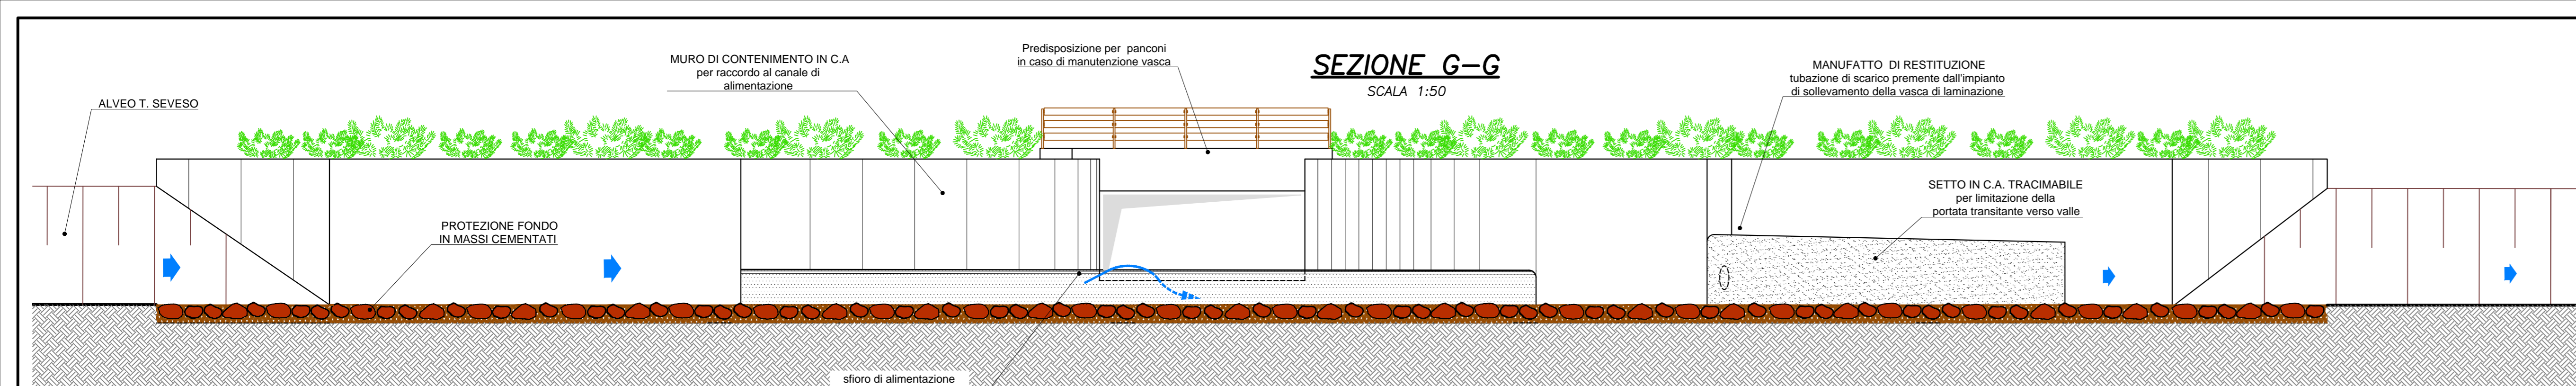 ALVEO T. SEVESO
MURO DI CONTENIMENTO IN C.A
per raccordo al canale di
alimentazione
Predisposizione per panconi
in caso di manutenzione vasca
SEZIONE G-G
SCALA 1:50
MANUFATTO DI RESTITUZIONE
tubazione di scarico premente dall'impianto
di sollevamento della vasca di laminazione
PROTEZIONE FONDO
IN MASSI CEMENTATI
SETTO IN C.A. TRACIMABILE
per limitazione della
portata transitante verso valle
sfioro di alimentazione